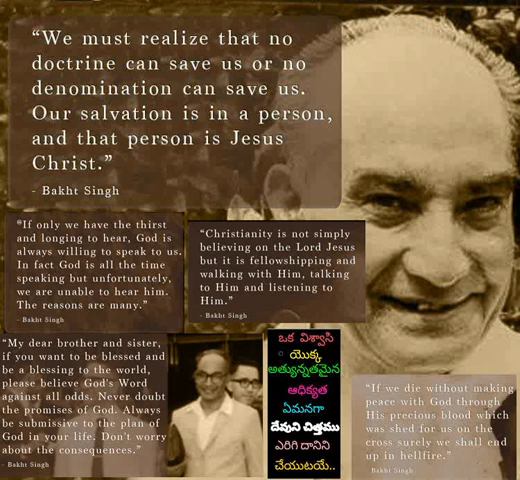 “We must realize that no
doctrine can save us or no
denomination can save us.
Our salvation is in a person,
and that person is Jesus
Christ.”
- Bakht Singh
"If only we have the thirst
and longing to hear, God is
always willing to speak to us.
In fact God is all the time
speaking but unfortunately,
we are unable to hear him.
The reasons are many.”
- Bakht Singh
“Christianity is not simply
believing on the Lord Jesus
but it is fellowshipping and
walking with Him, talking
to Him and listening to
Him.”
- Bakht Singh
“My dear brother and sister,
if you want to be blessed and
be a blessing to the world,
please believe God's Word
against all odds. Never doubt
the promises of God. Always
be submissive to the plan of
God in your life. Don't worry
about the consequences.”
- Bakht Singh
ఒక విశ్వాసి
యొక్క
అత్యున్నతమైన
ఆధిక్యత
ఏమనగా
దేవుని చిత్తము
ఎరిగి దానిని
చేయుటయే..
“If we die without making
peace with God through
His precious blood which
was shed for us on the
cross surely we shall end
up in hellfire.”
Bakht Singh